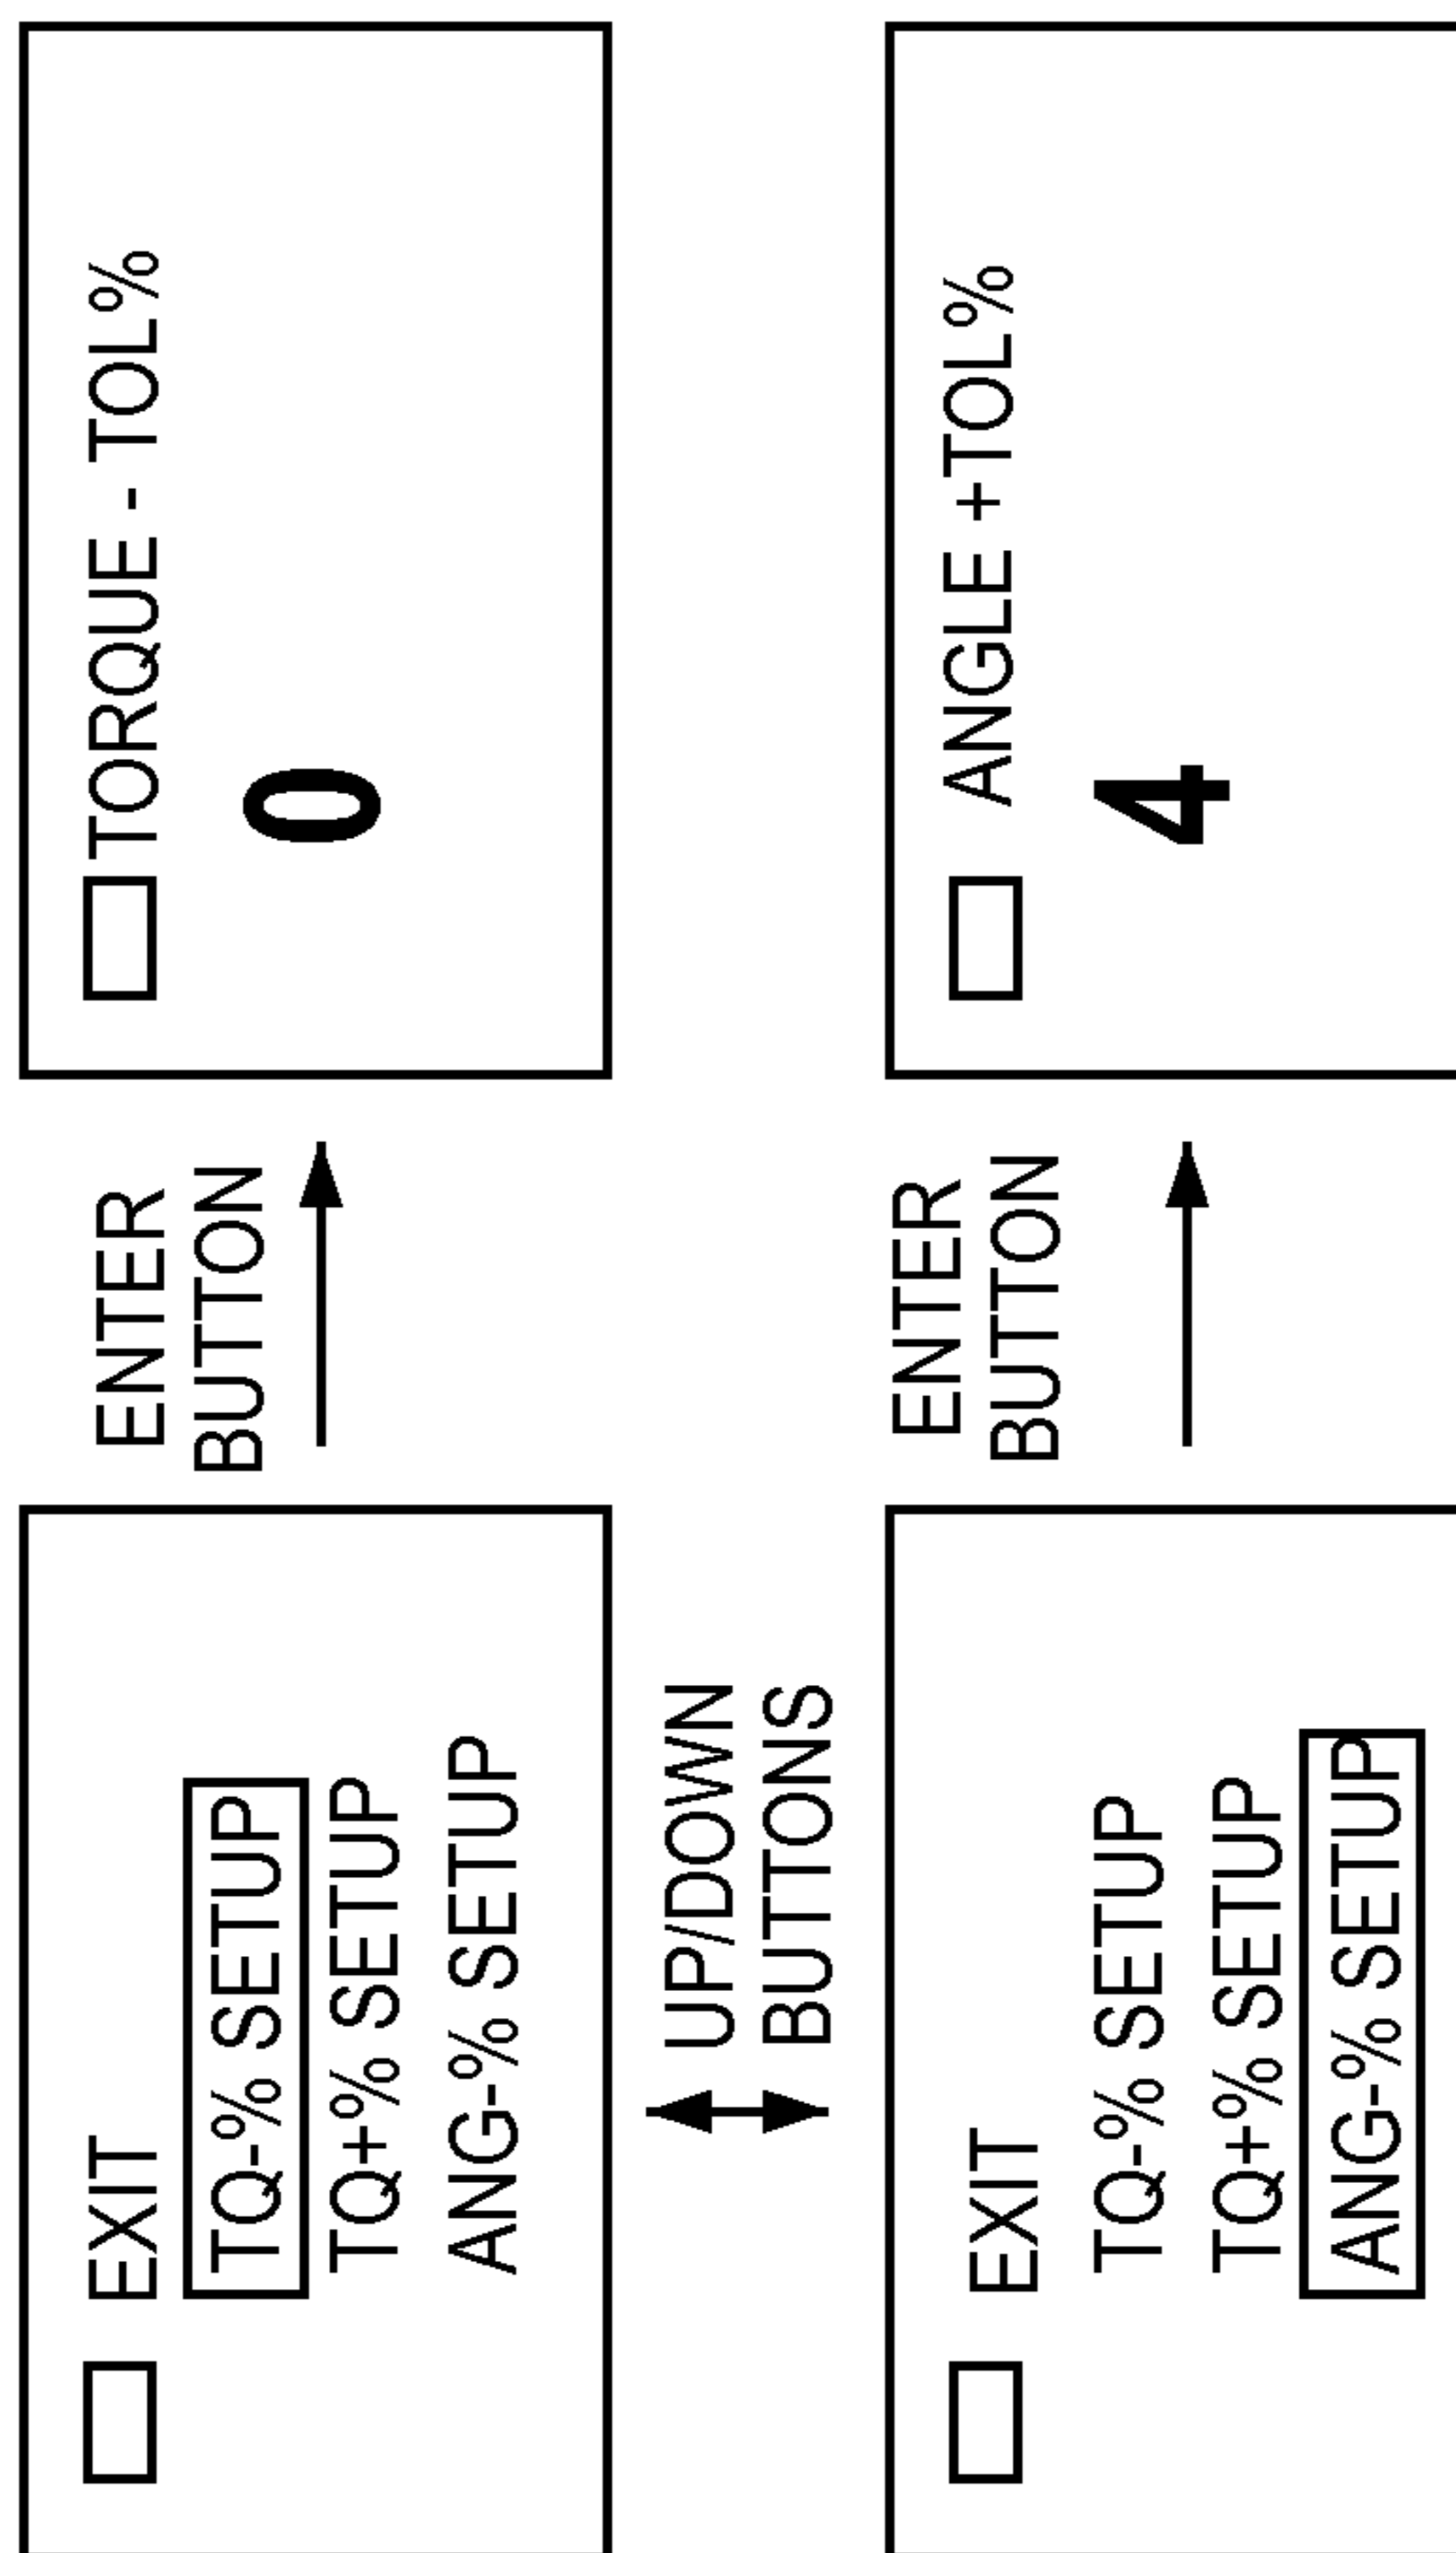 EXIT
TQ-% SETUP
TQ+% SETUP
ANG-% SETUP
ENTER
BUTTON
TORQUE - TOL%
0
UP/DOWN
BUTTONS
EXIT
TQ-% SETUP
TQ+% SETUP
ANG-% SETUP
ENTER
BUTTON
ANGLE +TOL%
4